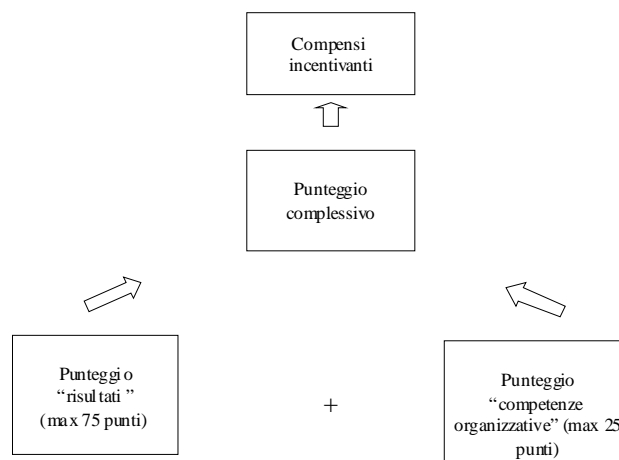 Compensi
incentivanti
Punteggio
complessivo
Punteggio
“risultati”
(max 75 punti)
+
Punteggio
“competenze
organizzative” (max 25
punti)